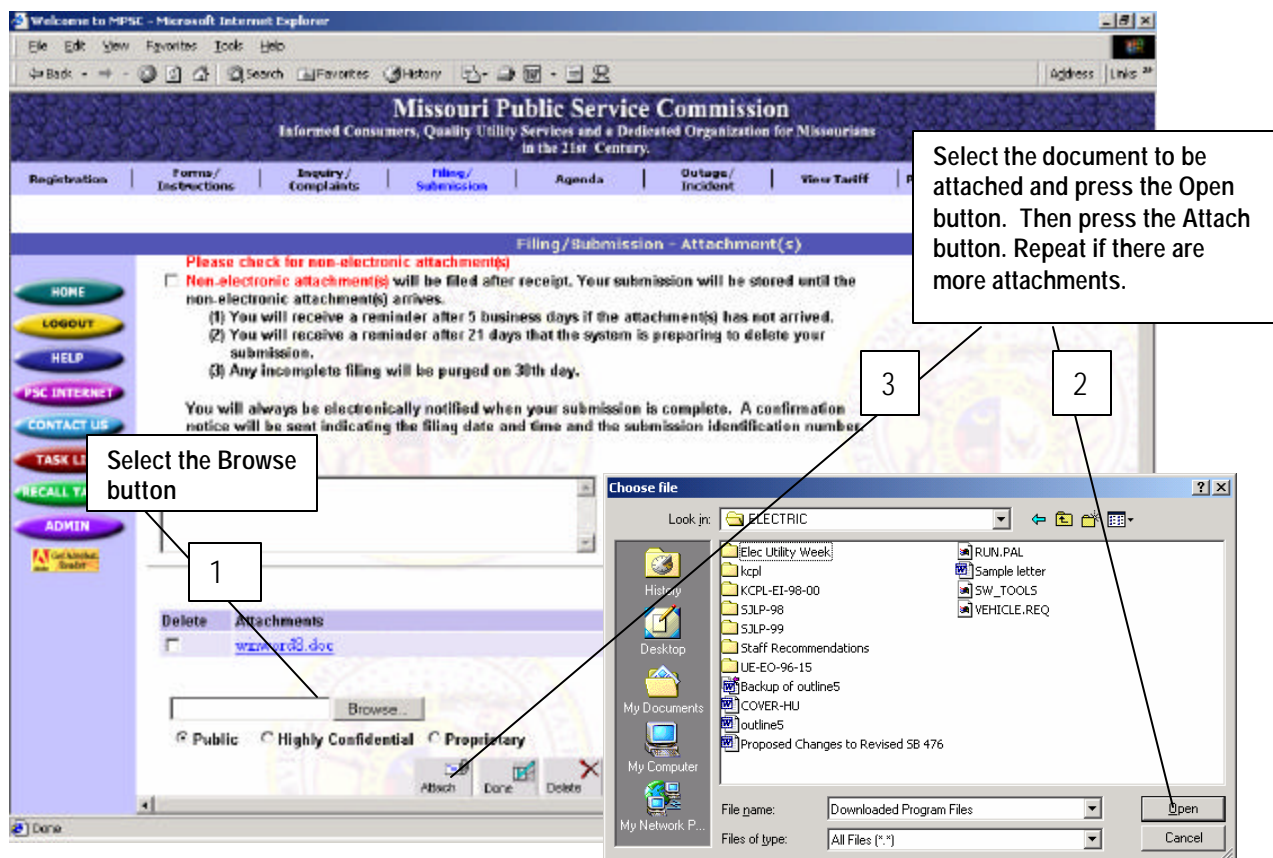 Welcome to MPSC - Microsoft Internet Explorer
File Edit View Favorites Tools Help
Back Search Favorites History Address Links
Missouri Public Service Commission
Informed Consumers, Quality Utility Services and a Dedicated Organization for Missourians
in the 21st Century.
Registration | Forms/ Instructions | Inquiry/ Complaints | Filing/ Submission | Agenda | Outage/ Incident | View Tariff
Select the document to be
attached and press the Open
button. Then press the Attach
button. Repeat if there are
more attachments.
Filing/Submission - Attachment(s)
HOME
LOGOUT
HELP
PSC INTERNET
CONTACT US
TASK LI
RECALL TA
ADMIN
Get Acrobat
Reader
Please check for non-electronic attachment(s)
Non-electronic attachment(s) will be filed after receipt. Your submission will be stored until the
non-electronic attachment(s) arrives.
(1) You will receive a reminder after 5 business days if the attachment(s) has not arrived.
(2) You will receive a reminder after 21 days that the system is preparing to delete your
submission.
(3) Any incomplete filing will be purged on 30th day.
You will always be electronically notified when your submission is complete. A confirmation
notice will be sent indicating the filing date and time and the submission identification number.
3
2
Select the Browse
button
1
Delete Attachments
winword8.doc
Browse...
Public Highly Confidential Proprietary
Attach Done Delete
Done
Choose file
Look in: ELECTRIC
History
Desktop
My Documents
My Computer
My Network P...
Elec Utility Week
kcpl
KCPL-EI-98-00
SJLP-98
SJLP-99
Staff Recommendations
UE-EO-96-15
Backup of outline5
COVER-HU
outline5
Proposed Changes to Revised SB 476
RUN.PAL
Sample letter
SW_TOOLS
VEHICLE.REQ
File name: Downloaded Program Files Open
Files of type: All Files (*.*) Cancel